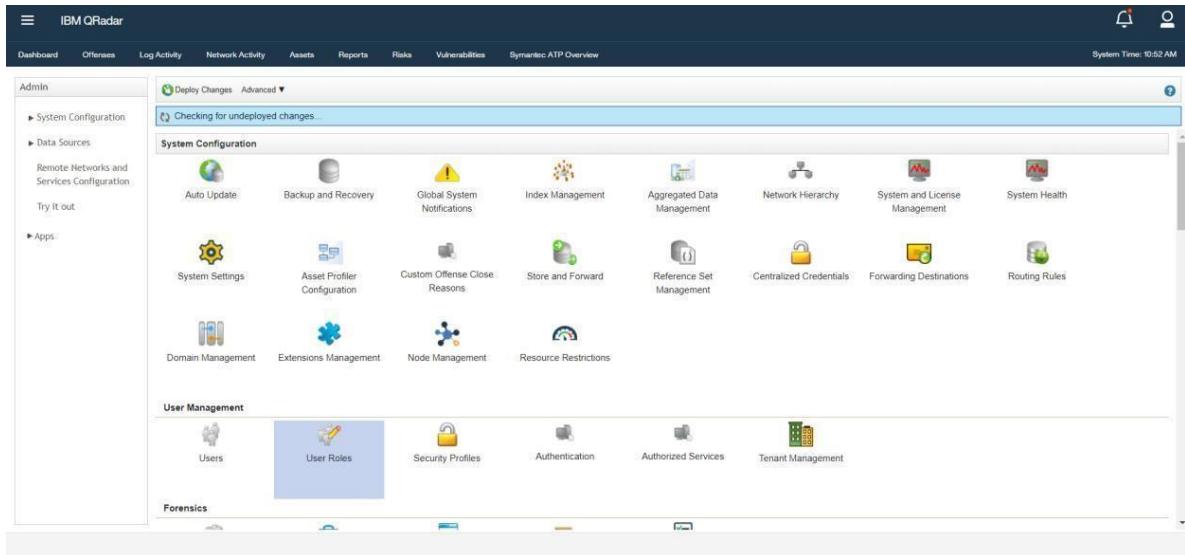 IBM QRadar
Dashboard Offenses Log Activity Network Activity Assets Reports Risks Vulnerabilities Symantec ATP Overview System Time: 10:52 AM
Admin
Deploy Changes Advanced ▼
Checking for undeployed changes...
System Configuration
Data Sources
Remote Networks and
Services Configuration
Try it out
Apps
System Configuration
Auto Update
Backup and Recovery
Global System
Notifications
Index Management
Aggregated Data
Management
Network Hierarchy
System and License
Management
System Health
System Settings
Asset Profiler
Configuration
Custom Offense Close
Reasons
Store and Forward
Reference Set
Management
Centralized Credentials
Forwarding Destinations
Routing Rules
Domain Management
Extensions Management
Node Management
Resource Restrictions
User Management
Users
User Roles
Security Profiles
Authentication
Authorized Services
Tenant Management
Forensics